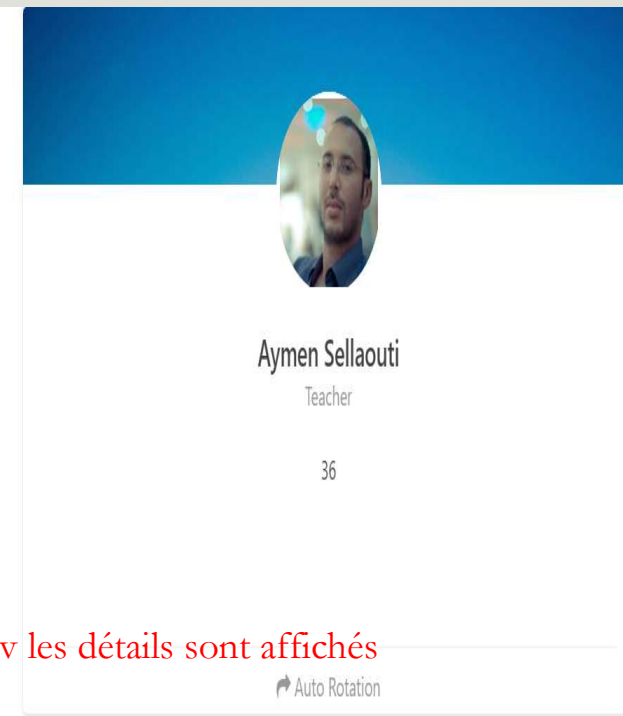 Aymen Sellaouti
Teacher
36
v les détails sont affichés
Auto Rotation